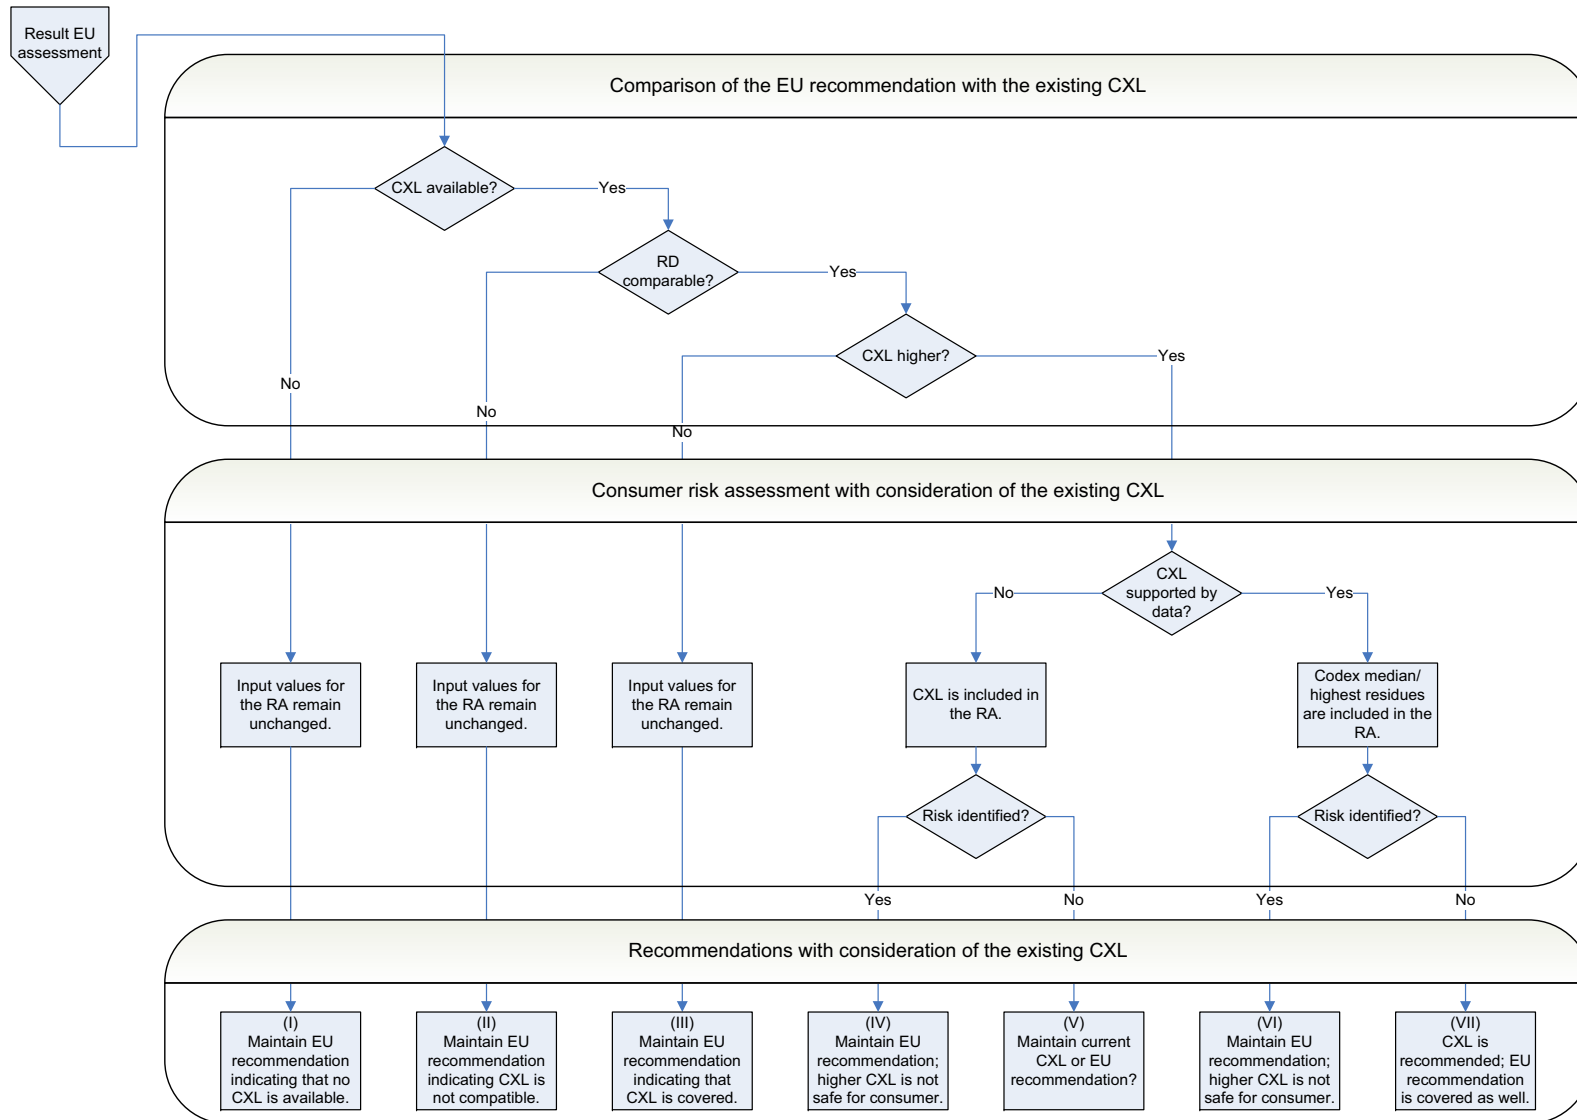 Result EU
assessment
Comparison of the EU recommendation with the existing CXL
CXL available?
Yes
RD
comparable?
Yes
CXL higher?
Yes
No
No
No
Consumer risk assessment with consideration of the existing CXL
CXL
supported by
data?
No
Yes
Input values for
the RA remain
unchanged.
Input values for
the RA remain
unchanged.
Input values for
the RA remain
unchanged.
CXL is included in
the RA.
Codex median/
highest residues
are included in the
RA.
Risk identified?
Risk identified?
Yes
No
Yes
No
Recommendations with consideration of the existing CXL
(I)
Maintain EU
recommendation
indicating that no
CXL is available.
(II)
Maintain EU
recommendation
indicating CXL is
not compatible.
(III)
Maintain EU
recommendation
indicating that
CXL is covered.
(IV)
Maintain EU
recommendation;
higher CXL is not
safe for consumer.
(V)
Maintain current
CXL or EU
recommendation?
(VI)
Maintain EU
recommendation;
higher CXL is not
safe for consumer.
(VII)
CXL is
recommended; EU
recommendation
is covered as well.